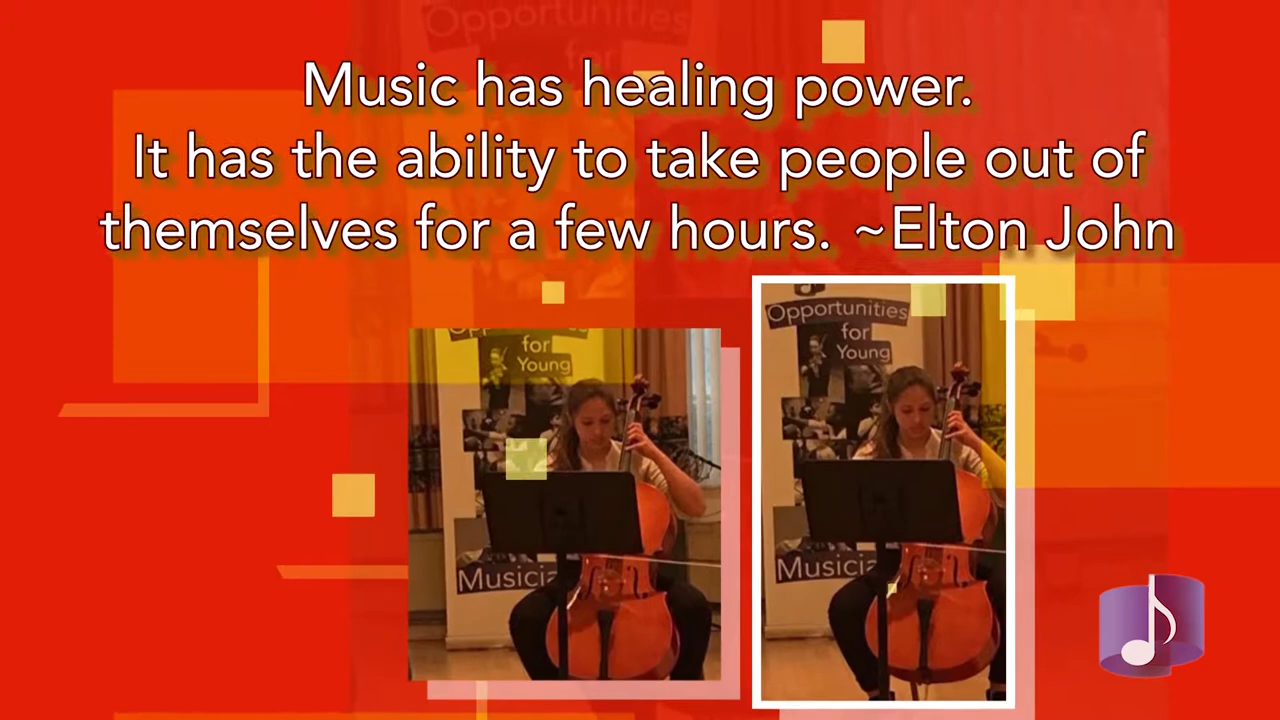 Opportunities
for
Music has healing power.
It has the ability to take people out of
themselves for a few hours. ~Elton John
for
Young
Musicia
Opportunities
for
Young
Musicia